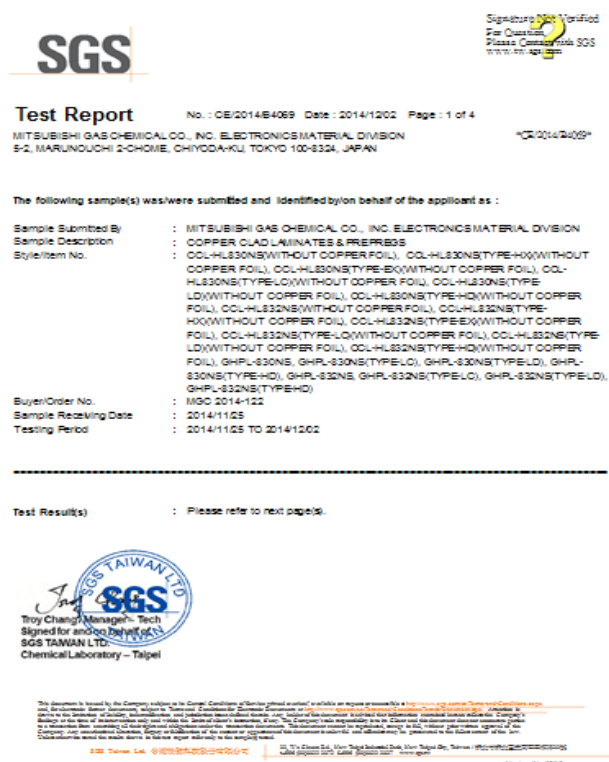 Signature Not Verified
For Question,
Please Contact with SGS
www.tw.sgs.com
SGS
Test Report No. : CE/2014/B4069 Date : 2014/12/02 Page : 1 of 4
MITSUBISHI GAS CHEMICAL CO., INC. ELECTRONICS MATERIAL DIVISION *CE/2014/B4069*
5-2, MARUNOUCHI 2-CHOME, CHIYODA-KU, TOKYO 100-8324, JAPAN
The following sample(s) was/were submitted and identified by/on behalf of the applicant as :
Sample Submitted By : MITSUBISHI GAS CHEMICAL CO., INC. ELECTRONICS MATERIAL DIVISION
Sample Description : COPPER CLAD LAMINATES & PREPREGS
Style/Item No. : CCL-HL830NS(WITHOUT COPPER FOIL), CCL-HL830NS(TYPE-HX)(WITHOUT
COPPER FOIL), CCL-HL830NS(TYPE-EX)(WITHOUT COPPER FOIL), CCL-
HL830NS(TYPE-LC)(WITHOUT COPPER FOIL), CCL-HL830NS(TYPE-
LD)(WITHOUT COPPER FOIL), CCL-HL830NS(TYPE-HD)(WITHOUT COPPER
FOIL), CCL-HL832NS(WITHOUT COPPER FOIL), CCL-HL832NS(TYPE-
HX)(WITHOUT COPPER FOIL), CCL-HL832NS(TYPE-EX)(WITHOUT COPPER
FOIL), CCL-HL832NS(TYPE-LC)(WITHOUT COPPER FOIL), CCL-HL832NS(TYPE-
LD)(WITHOUT COPPER FOIL), CCL-HL832NS(TYPE-HD)(WITHOUT COPPER
FOIL), GHPL-830NS, GHPL-830NS(TYPE-LC), GHPL-830NS(TYPE-LD), GHPL-
830NS(TYPE-HD), GHPL-832NS, GHPL-832NS(TYPE-LC), GHPL-832NS(TYPE-LD),
GHPL-832NS(TYPE-HD)
Buyer/Order No. : MGC 2014-122
Sample Receiving Date : 2014/11/25
Testing Period : 2014/11/25 TO 2014/12/02
Test Result(s) : Please refer to next page(s).
SGS TAIWAN LTD
SGS
TAIWAN
Troy Chang / Manager - Tech
Signed for and on behalf of
SGS TAIWAN LTD.
Chemical Laboratory – Taipei
SGS Taiwan Ltd.